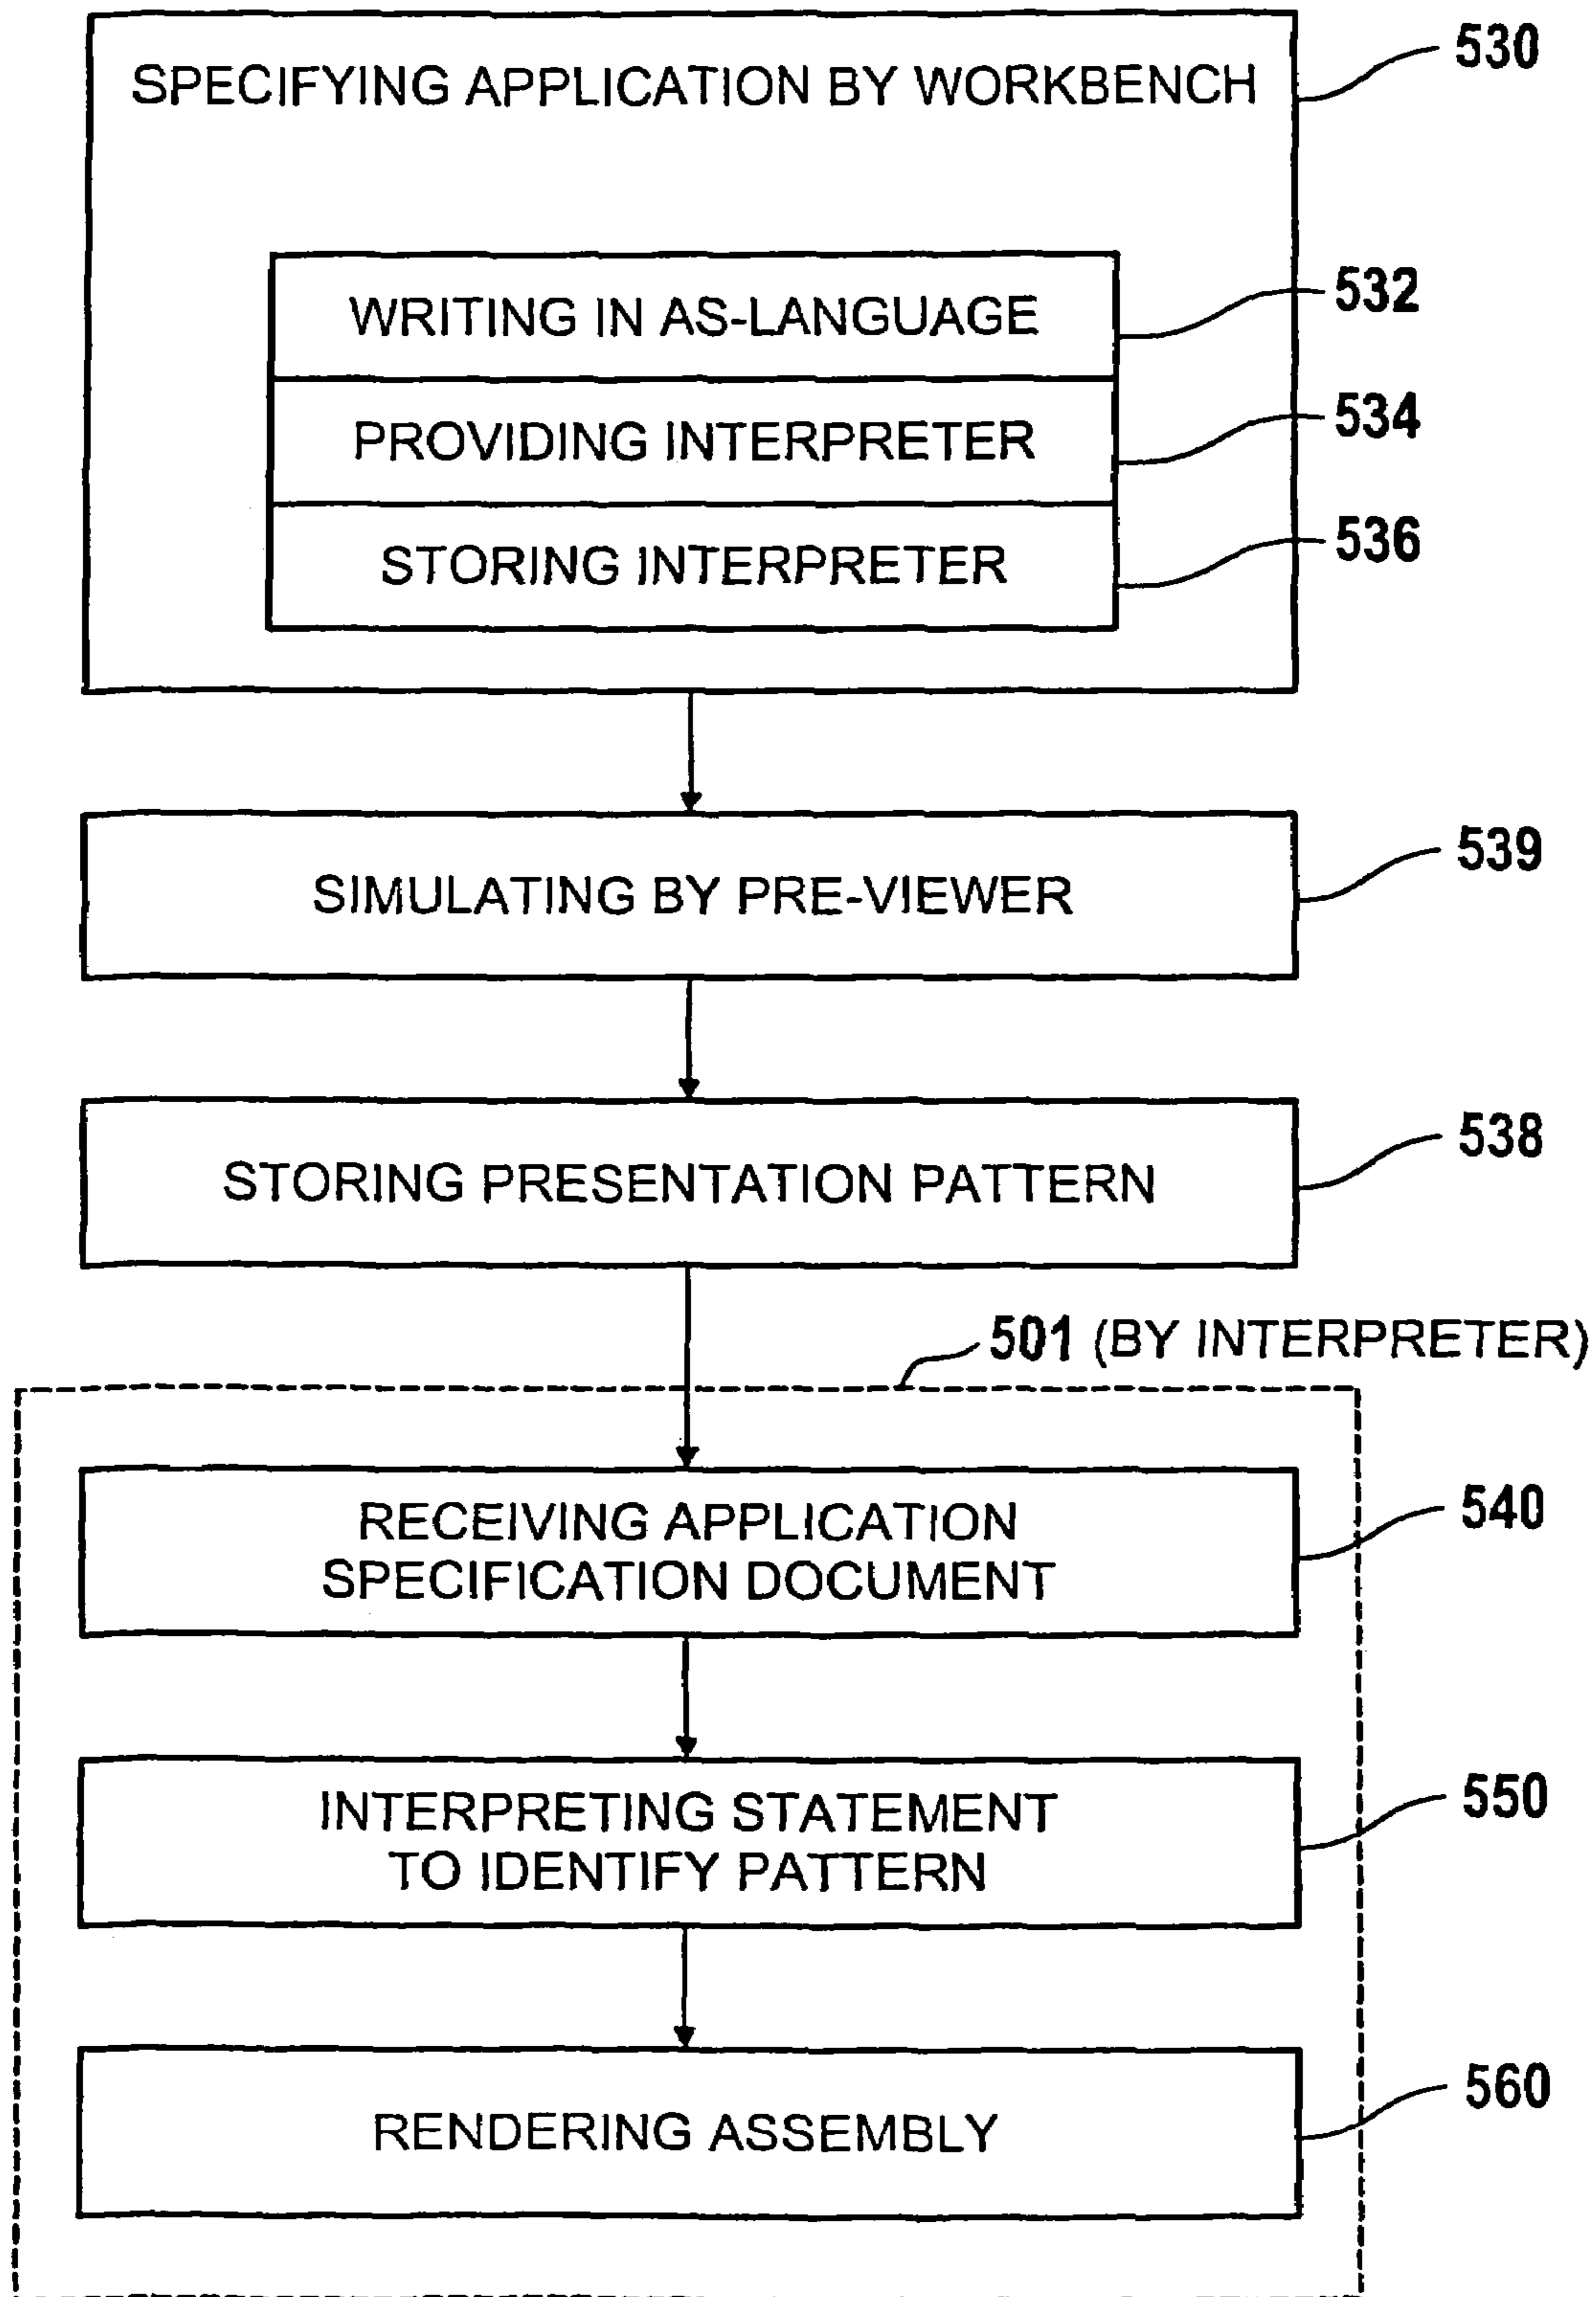 SPECIFYING APPLICATION BY WORKBENCH
530
WRITING IN AS-LANGUAGE
532
PROVIDING INTERPRETER
534
STORING INTERPRETER
536
SIMULATING BY PRE-VIEWER
539
STORING PRESENTATION PATTERN
538
501 (BY INTERPRETER)
RECEIVING APPLICATION
SPECIFICATION DOCUMENT
540
INTERPRETING STATEMENT
TO IDENTIFY PATTERN
550
RENDERING ASSEMBLY
560